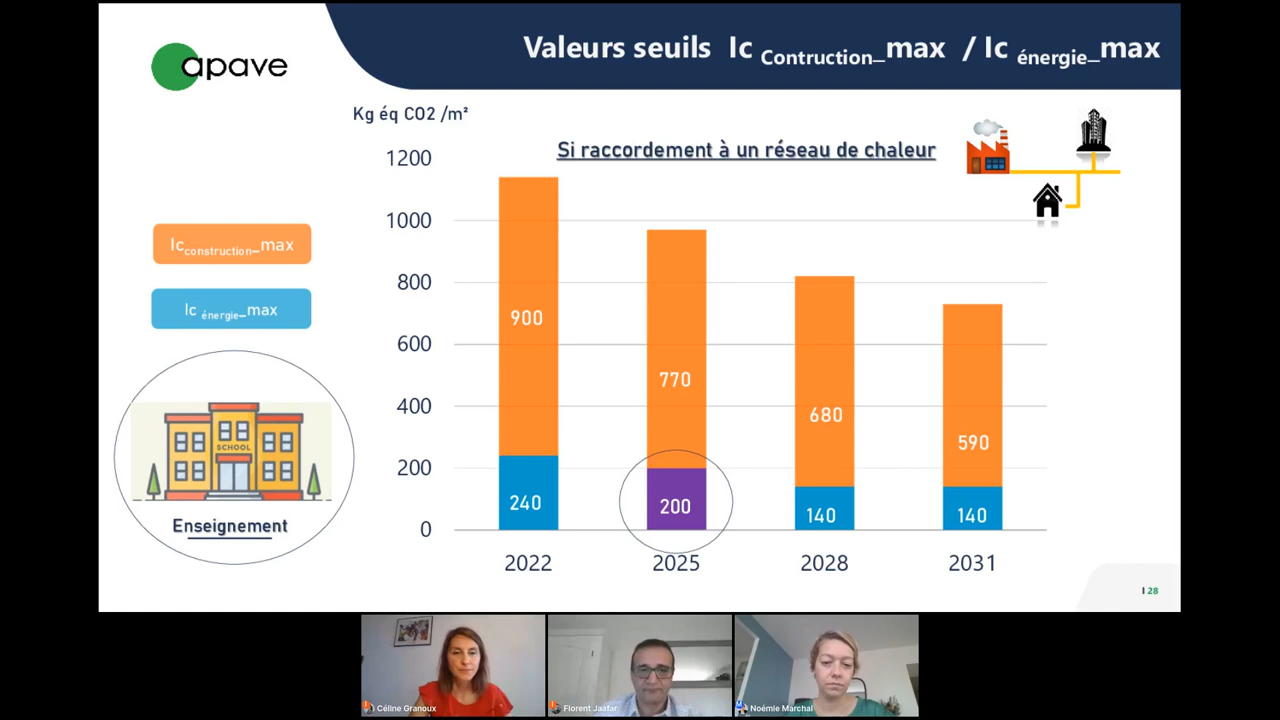 apave
Valeurs seuils Ic Contruction_max / Ic énergie_max
Kg éq CO2 /m²
Si raccordement à un réseau de chaleur
1200
1000
800
600
400
200
0
Ic construction_max
Ic énergie_max
SCHOOL
Enseignement
900
770
680
590
240
200
140
140
2022
2025
2028
2031
28
Céline Granoux
Florent Jaafar
Noémie Marchal